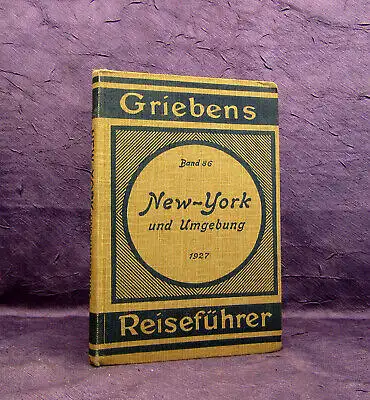 Griebens
Band 86
New-York
und Umgebung
1927
Reiseführer